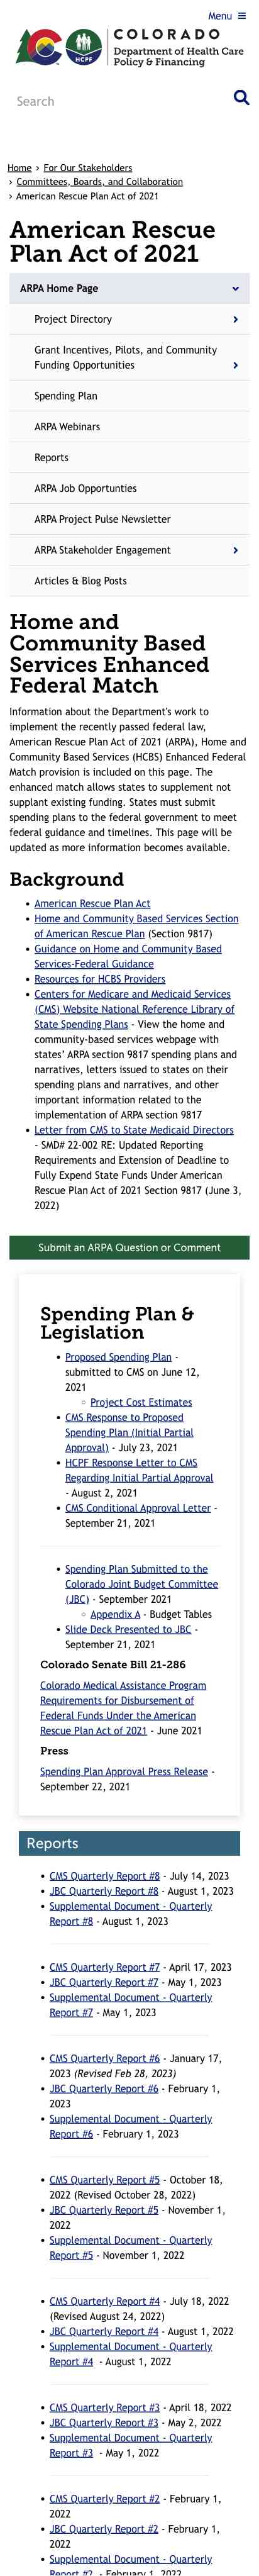 Menu ≡
COLORADO
Department of Health Care
Policy & Financing
HCPF
Search
Home › For Our Stakeholders
› Committees, Boards, and Collaboration
› American Rescue Plan Act of 2021
American Rescue
Plan Act of 2021
ARPA Home Page
Project Directory
Grant Incentives, Pilots, and Community
Funding Opportunities
Spending Plan
ARPA Webinars
Reports
ARPA Job Opportunties
ARPA Project Pulse Newsletter
ARPA Stakeholder Engagement
Articles & Blog Posts
Home and
Community Based
Services Enhanced
Federal Match
Information about the Department's work to
implement the recently passed federal law,
American Rescue Plan Act of 2021 (ARPA), Home and
Community Based Services (HCBS) Enhanced Federal
Match provision is included on this page. The
enhanced match allows states to supplement not
supplant existing funding. States must submit
spending plans to the federal government to meet
federal guidance and timelines. This page will be
updated as more information becomes available.
Background
• American Rescue Plan Act
• Home and Community Based Services Section
of American Rescue Plan (Section 9817)
• Guidance on Home and Community Based
Services-Federal Guidance
• Resources for HCBS Providers
• Centers for Medicare and Medicaid Services
(CMS) Website National Reference Library of
State Spending Plans - View the home and
community-based services webpage with
states’ ARPA section 9817 spending plans and
narratives, letters issued to states on their
spending plans and narratives, and other
important information related to the
implementation of ARPA section 9817
• Letter from CMS to State Medicaid Directors
- SMD# 22-002 RE: Updated Reporting
Requirements and Extension of Deadline to
Fully Expend State Funds Under American
Rescue Plan Act of 2021 Section 9817 (June 3,
2022)
Submit an ARPA Question or Comment
Spending Plan &
Legislation
• Proposed Spending Plan -
submitted to CMS on June 12,
2021
◦ Project Cost Estimates
• CMS Response to Proposed
Spending Plan (Initial Partial
Approval) - July 23, 2021
• HCPF Response Letter to CMS
Regarding Initial Partial Approval
- August 2, 2021
• CMS Conditional Approval Letter -
September 21, 2021
• Spending Plan Submitted to the
Colorado Joint Budget Committee
(JBC) - September 2021
◦ Appendix A - Budget Tables
• Slide Deck Presented to JBC -
September 21, 2021
Colorado Senate Bill 21-286
Colorado Medical Assistance Program
Requirements for Disbursement of
Federal Funds Under the American
Rescue Plan Act of 2021 - June 2021
Press
Spending Plan Approval Press Release -
September 22, 2021
Reports
• CMS Quarterly Report #8 - July 14, 2023
• JBC Quarterly Report #8 - August 1, 2023
• Supplemental Document - Quarterly
Report #8 - August 1, 2023
• CMS Quarterly Report #7 - April 17, 2023
• JBC Quarterly Report #7 - May 1, 2023
• Supplemental Document - Quarterly
Report #7 - May 1, 2023
• CMS Quarterly Report #6 - January 17,
2023 (Revised Feb 28, 2023)
• JBC Quarterly Report #6 - February 1,
2023
• Supplemental Document - Quarterly
Report #6 - February 1, 2023
• CMS Quarterly Report #5 - October 18,
2022 (Revised October 28, 2022)
• JBC Quarterly Report #5 - November 1,
2022
• Supplemental Document - Quarterly
Report #5 - November 1, 2022
• CMS Quarterly Report #4 - July 18, 2022
(Revised August 24, 2022)
• JBC Quarterly Report #4 - August 1, 2022
• Supplemental Document - Quarterly
Report #4 - August 1, 2022
• CMS Quarterly Report #3 - April 18, 2022
• JBC Quarterly Report #3 - May 2, 2022
• Supplemental Document - Quarterly
Report #3 - May 1, 2022
• CMS Quarterly Report #2 - February 1,
2022
• JBC Quarterly Report #2 - February 1,
2022
• Supplemental Document - Quarterly
Report #2 - February 1, 2022